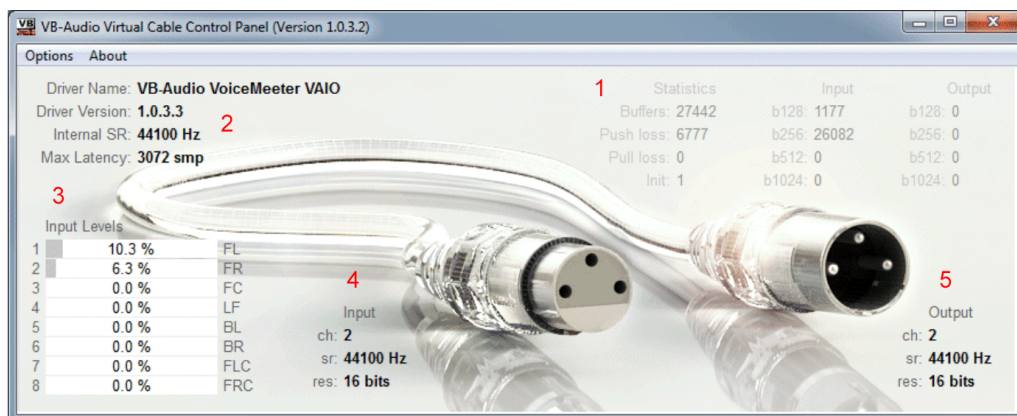 VB-Audio Virtual Cable Control Panel (Version 1.0.3.2)
Options About
Driver Name: VB-Audio VoiceMeeter VAIO
Driver Version: 1.0.3.3
Internal SR: 44100 Hz
Max Latency: 3072 smp
2
1
Statistics Input Output
Buffers: 27442 b128: 1177 b128: 0
Push loss: 6777 b256: 26082 b256: 0
Pull loss: 0 b512: 0 b512: 0
Init: 1 b1024: 0 b1024: 0
3
Input Levels
1 10.3 % FL
2 6.3 % FR
3 0.0 % FC
4 0.0 % LF
5 0.0 % BL
6 0.0 % BR
7 0.0 % FLC
8 0.0 % FRC
4
Input
ch: 2
sr: 44100 Hz
res: 16 bits
5
Output
ch: 2
sr: 44100 Hz
res: 16 bits